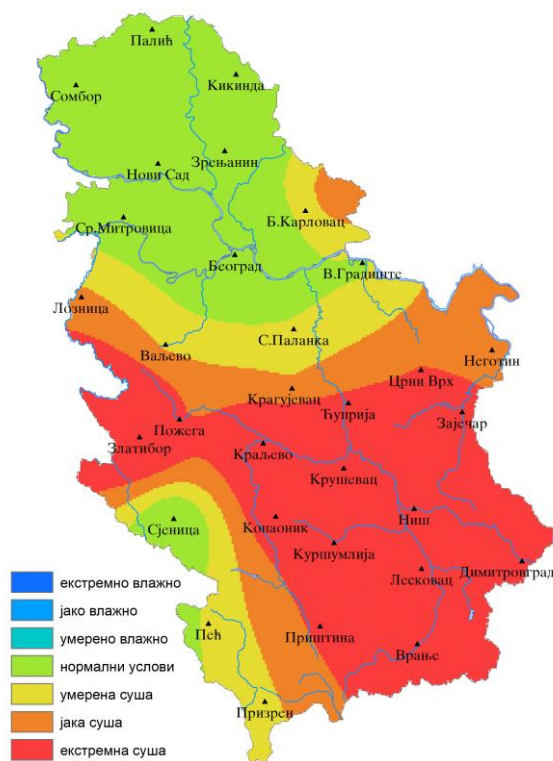 Палић
Кикинда
Сомбор
Зрењанин
Нови Сад
Б.Карловац
Ср.Митровица
Београд
В.Градиште
Лозница
С.Паланка
Ваљево
Неготин
Црни Врх
Крагујевац
Ћуприја
Зајечар
Пожега
Златибор
Краљево
Крушевац
Ниш
Копаоник
Сјеница
Куршумлија
Димитровград
Лесковац
Пећ
Приштина
Врање
Призрен
екстремно влажно
јако влажно
умерено влажно
нормални услови
умерена суша
јака суша
екстремна суша